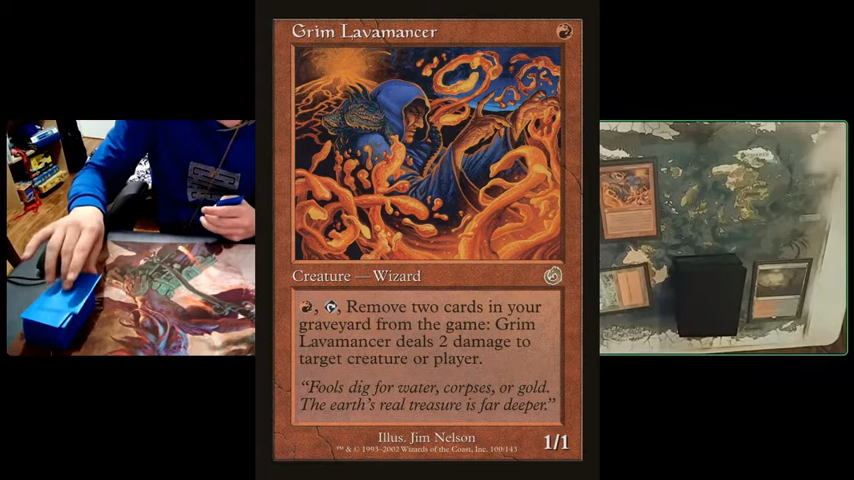 Grim Lavamancer
Creature — Wizard
, , Remove two cards in your
graveyard from the game: Grim
Lavamancer deals 2 damage to
target creature or player.
“Fools dig for water, corpses, or gold.
The earth’s real treasure is far deeper.”
Illus. Jim Nelson
™ & © 1993–2002 Wizards of the Coast, Inc. 100/143
1/1